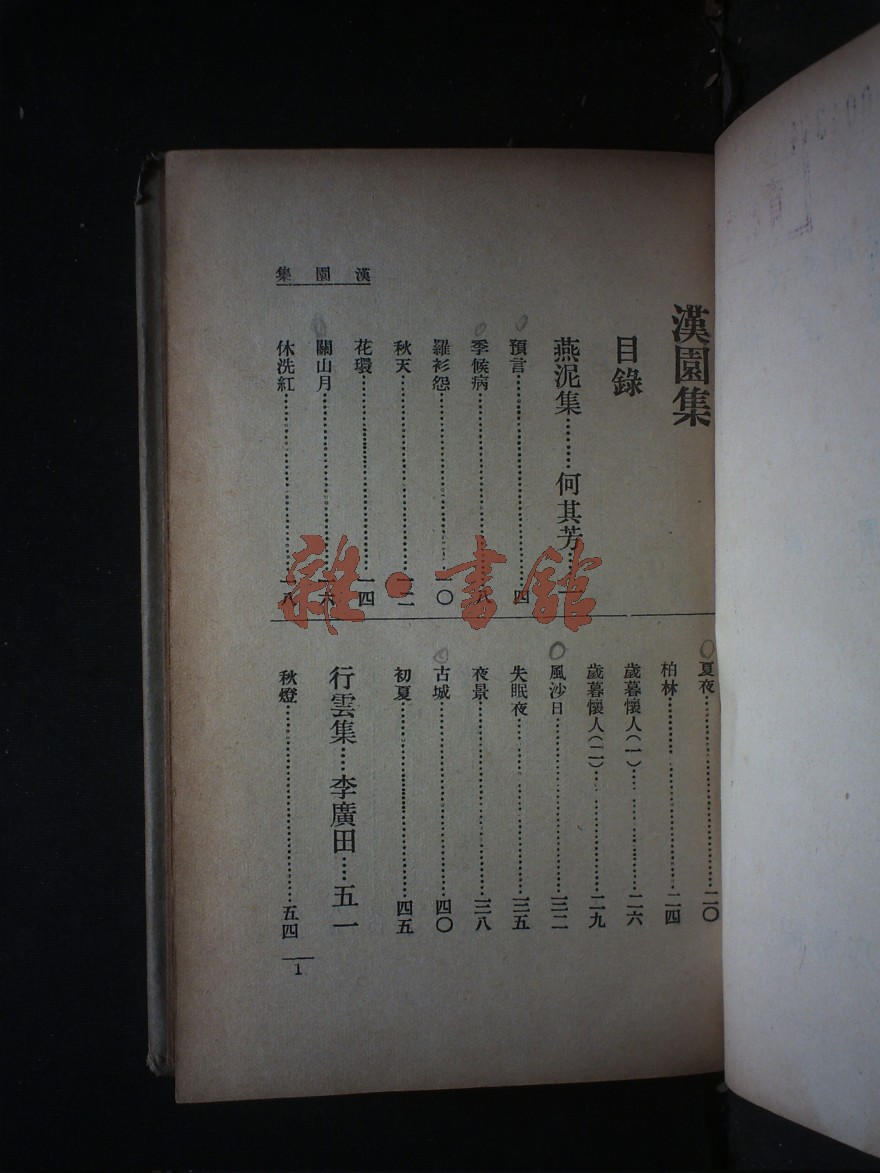 漢園集
目錄
燕泥集………何其芳……一
預言……四
季候病……八
羅衫怨……一〇
秋天……一二
花環……一四
關山月……一六
休洗紅……一八
夏夜……二〇
柏林……二四
歲暮懷人(一)……二六
歲暮懷人(二)……二九
風沙日……三二
失眠夜……三五
夜景……三八
古城……四〇
初夏……四五
行雲集……李廣田……五一
秋燈……五四
漢園集
1
雜·書館